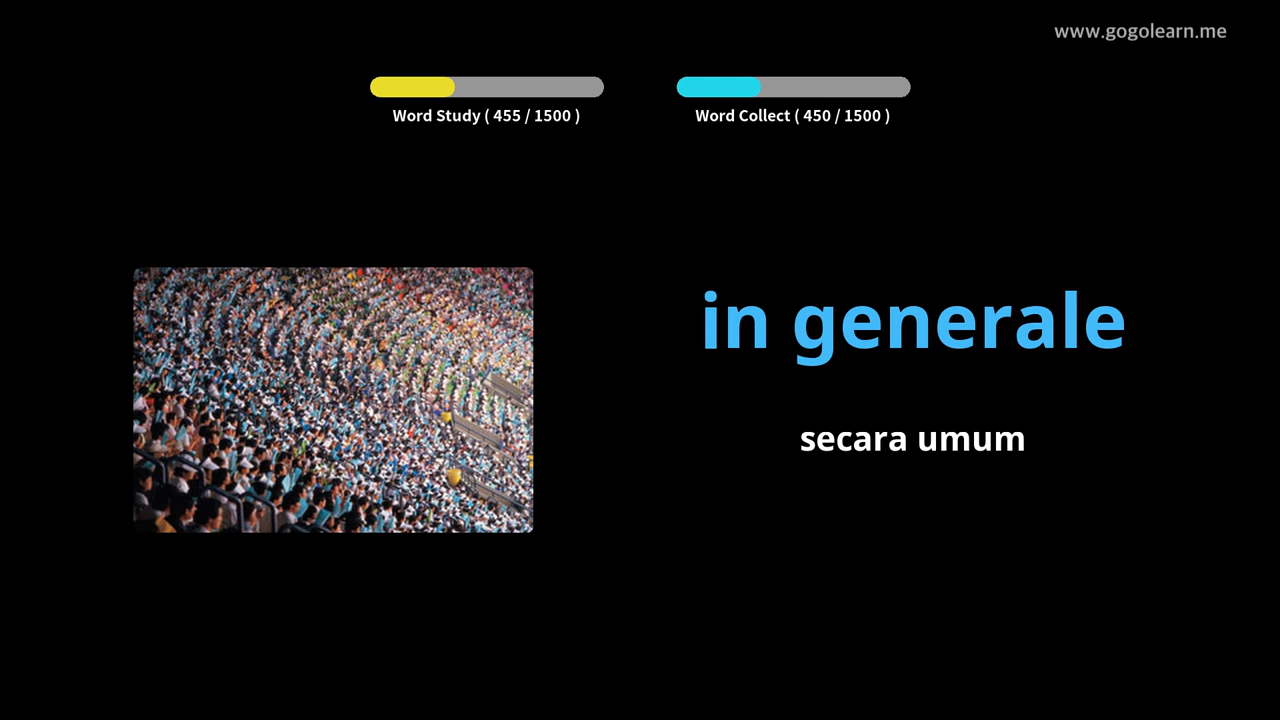 www.gogolearn.me
Word Study ( 455 / 1500 )
Word Collect ( 450 / 1500 )
in generale
secara umum